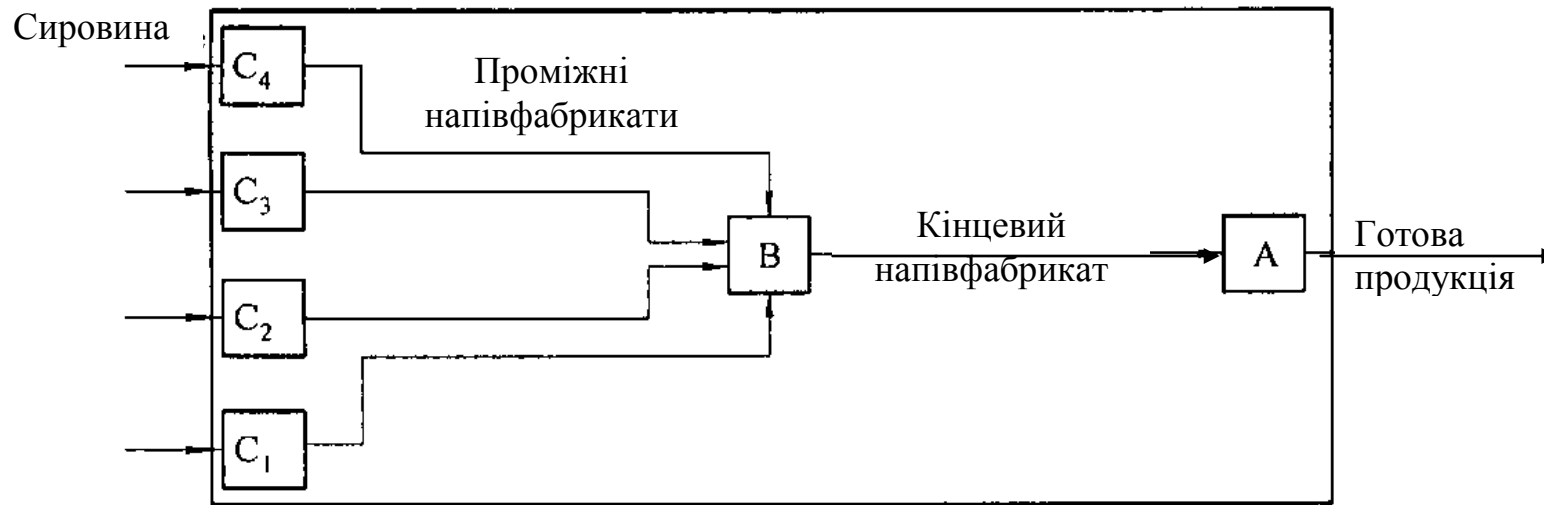 Сировина
C4
Проміжні
напівфабрикати
C3
B
Кінцевий
напівфабрикат
A
Готова
продукція
C2
C1